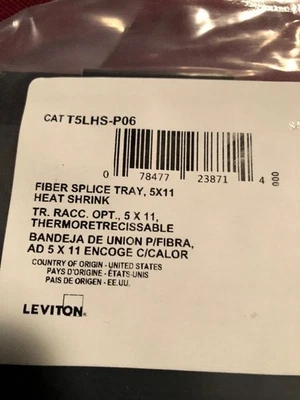 CAT T5LHS-P06
0 78477 23871 4
000
FIBER SPLICE TRAY, 5X11
HEAT SHRINK
TR. RACC. OPT., 5 X 11,
THERMORETRECISSABLE
BANDEJA DE UNION P/FIBRA,
AD 5 X 11 ENCOGE C/CALOR
COUNTRY OF ORIGIN - UNITED STATES
PAYS D'ORIGINE - ÉTATS-UNIS
PAIS DE ORIGEN - EE.UU.
LEVITON